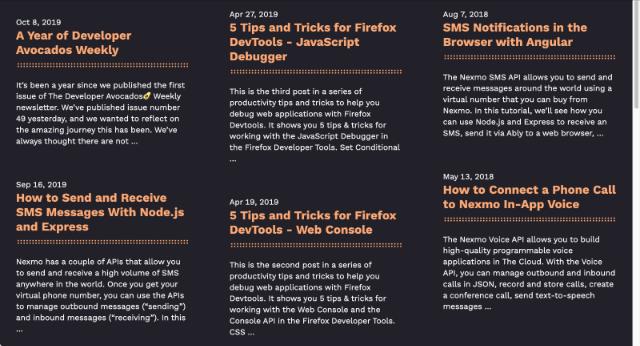 Oct 8, 2019
A Year of Developer
Avocados Weekly
It's been a year since we published the first
issue of The Developer Avocados🥑 Weekly
newsletter. We've published issue number
49 yesterday, and we wanted to reflect on
the amazing journey this has been. We've
always thought there are not ...
Sep 16, 2019
How to Send and Receive
SMS Messages With Node.js
and Express
Nexmo has a couple of APIs that allow you
to send and receive a high volume of SMS
anywhere in the world. Once you get your
virtual phone number, you can use the APIs
to manage outbound messages (“sending”)
and inbound messages (“receiving”). In this
...
Apr 27, 2019
5 Tips and Tricks for Firefox
DevTools - JavaScript
Debugger
This is the third post in a series of
productivity tips and tricks to help you
debug web applications with Firefox
Devtools. It shows you 5 tips & tricks for
working with the JavaScript Debugger in
the Firefox Developer Tools. Set Conditional
...
Apr 19, 2019
5 Tips and Tricks for Firefox
DevTools - Web Console
This is the second post in a series of
productivity tips and tricks to help you
debug web applications with Firefox
Devtools. It shows you 5 tips & tricks for
working with the Web Console and the
Console API in the Firefox Developer Tools.
CSS ...
Aug 7, 2018
SMS Notifications in the
Browser with Angular
The Nexmo SMS API allows you to send and
receive messages around the world using a
virtual number that you can buy from
Nexmo. In this tutorial, we'll see how you
can use Node.js and Express to receive an
SMS, send it via Ably to a web browser, ...
May 13, 2018
How to Connect a Phone Call
to Nexmo In-App Voice
The Nexmo Voice API allows you to build
high-quality programmable voice
applications in The Cloud. With the Voice
API, you can manage outbound and inbound
calls in JSON, record and store calls, create
a conference call, send text-to-speech
messages ...